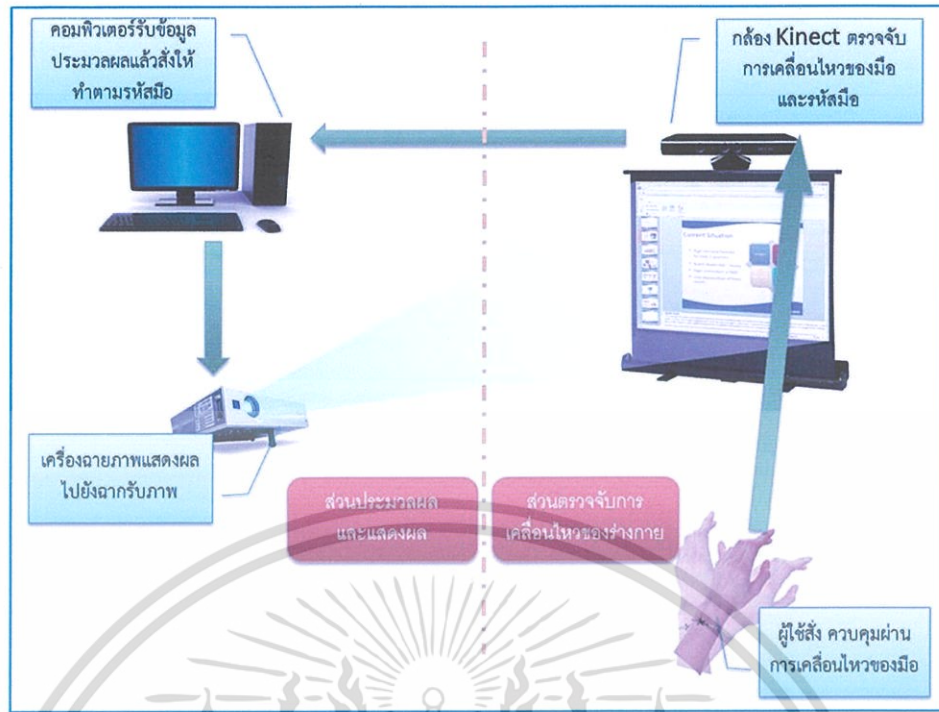 คอมพิวเตอร์รับข้อมูล
ประมวลผลแล้วสั่งให้
ทำตามรหัสมือ
กล้อง Kinect ตรวจจับ
การเคลื่อนไหวของมือ
และรหัสมือ
Current Situation
เครื่องฉายภาพแสดงผล
ไปยังฉากรับภาพ
ส่วนประมวลผล
และแสดงผล
ส่วนตรวจจับการ
เคลื่อนไหวของร่างกาย
ผู้ใช้สั่ง ควบคุมผ่าน
การเคลื่อนไหวของมือ